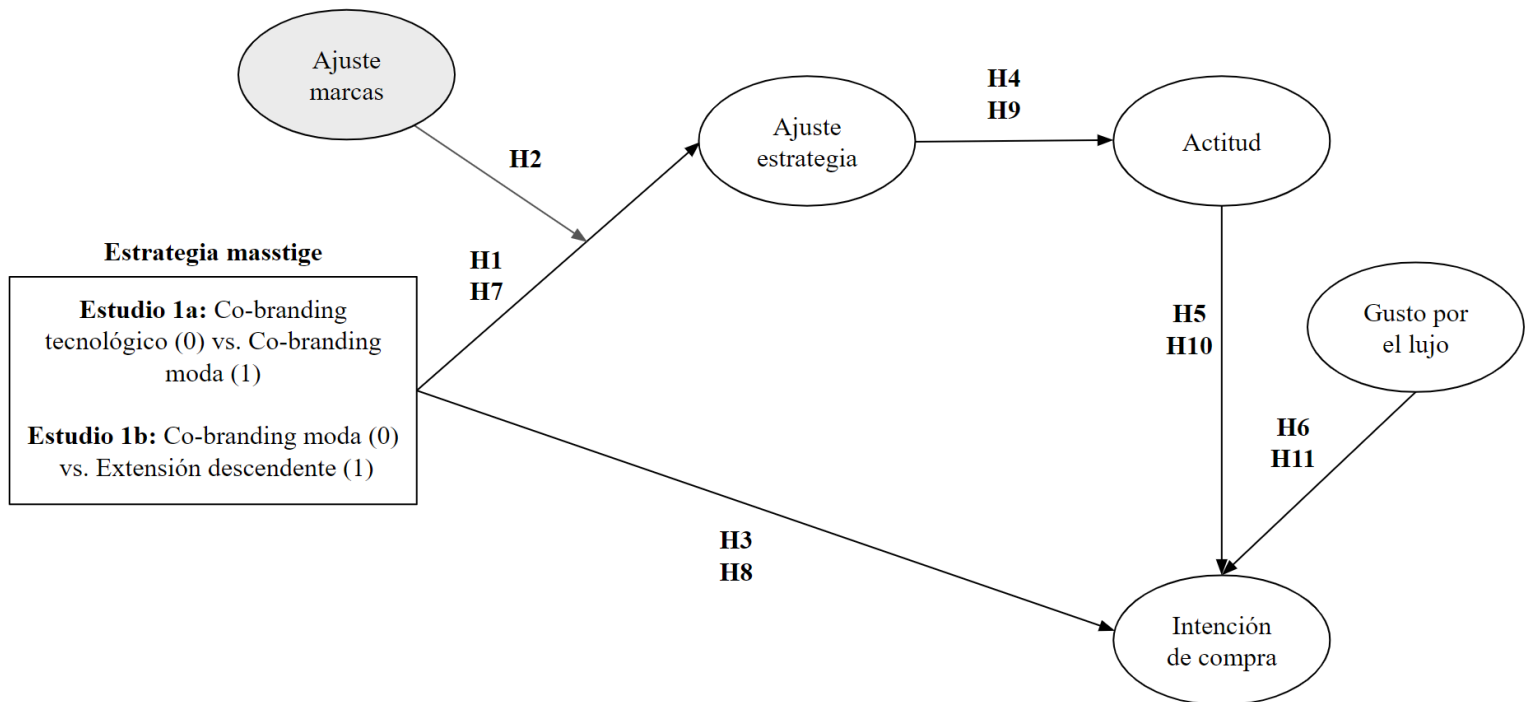 Ajuste
marcas
H2
Ajuste
estrategia
H4
H9
Actitud
Estrategia masstige
Estudio 1a: Co-branding
tecnológico (0) vs. Co-branding
moda (1)
Estudio 1b: Co-branding moda (0)
vs. Extensión descendente (1)
H1
H7
H5
H10
Gusto por
el lujo
H6
H11
H3
H8
Intención
de compra